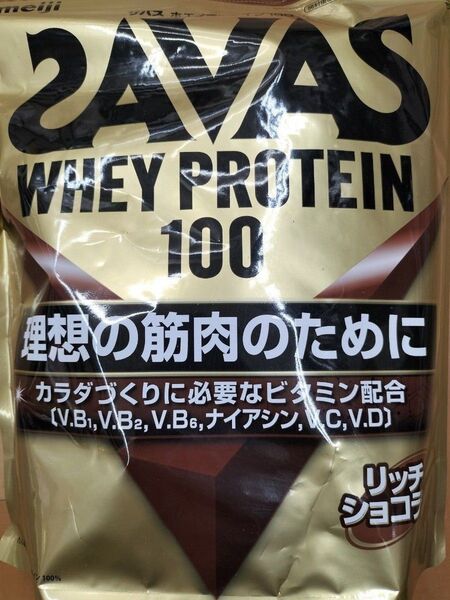 meiji
SAVAS
WHEY PROTEIN
100
理想の筋肉のために
カラダづくりに必要なビタミン配合
〔V.B1,V.B2,V.B6,ナイアシン,V.C,V.D〕
リッチ
ショコラ
100%